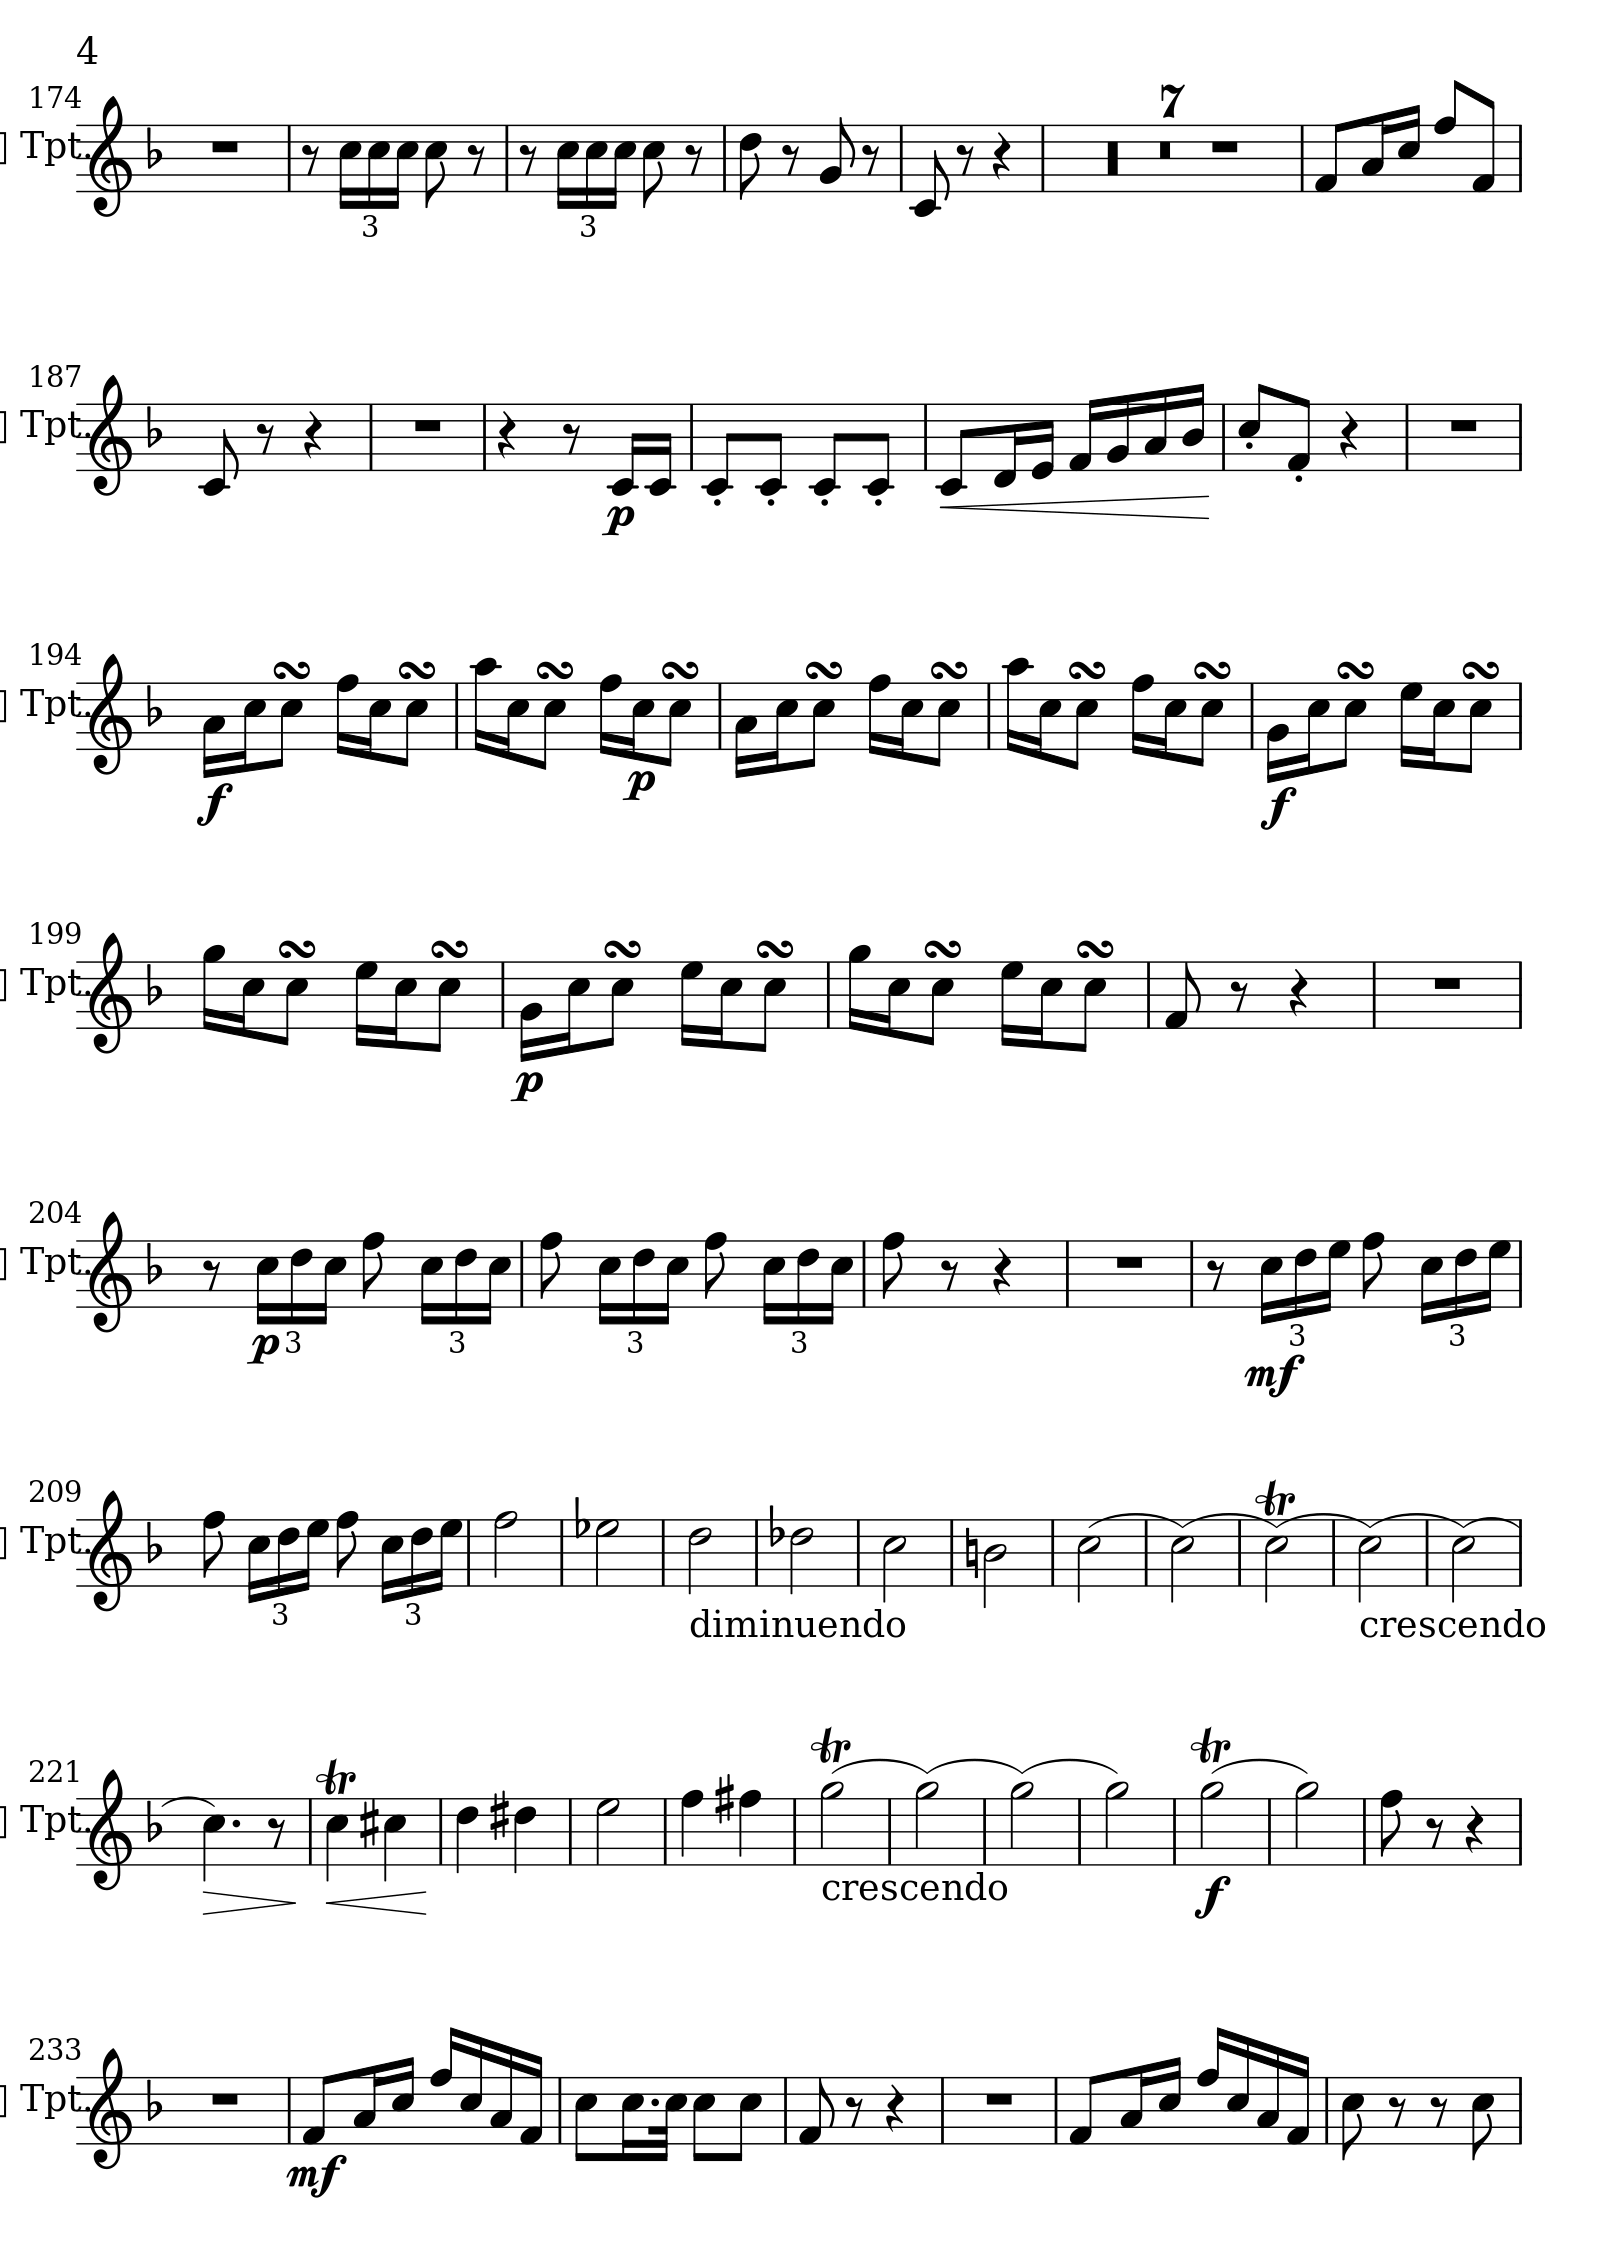 4
174
Tpt.
7
3
3
187
Tpt.
p
194
Tpt.
f
p
f
199
Tpt.
p
204
Tpt.
p 3 3 3 3 3 3
mf
209
Tpt.
3 3
tr
diminuendo crescendo
221
Tpt.
tr tr tr
crescendo f
233
Tpt.
mf